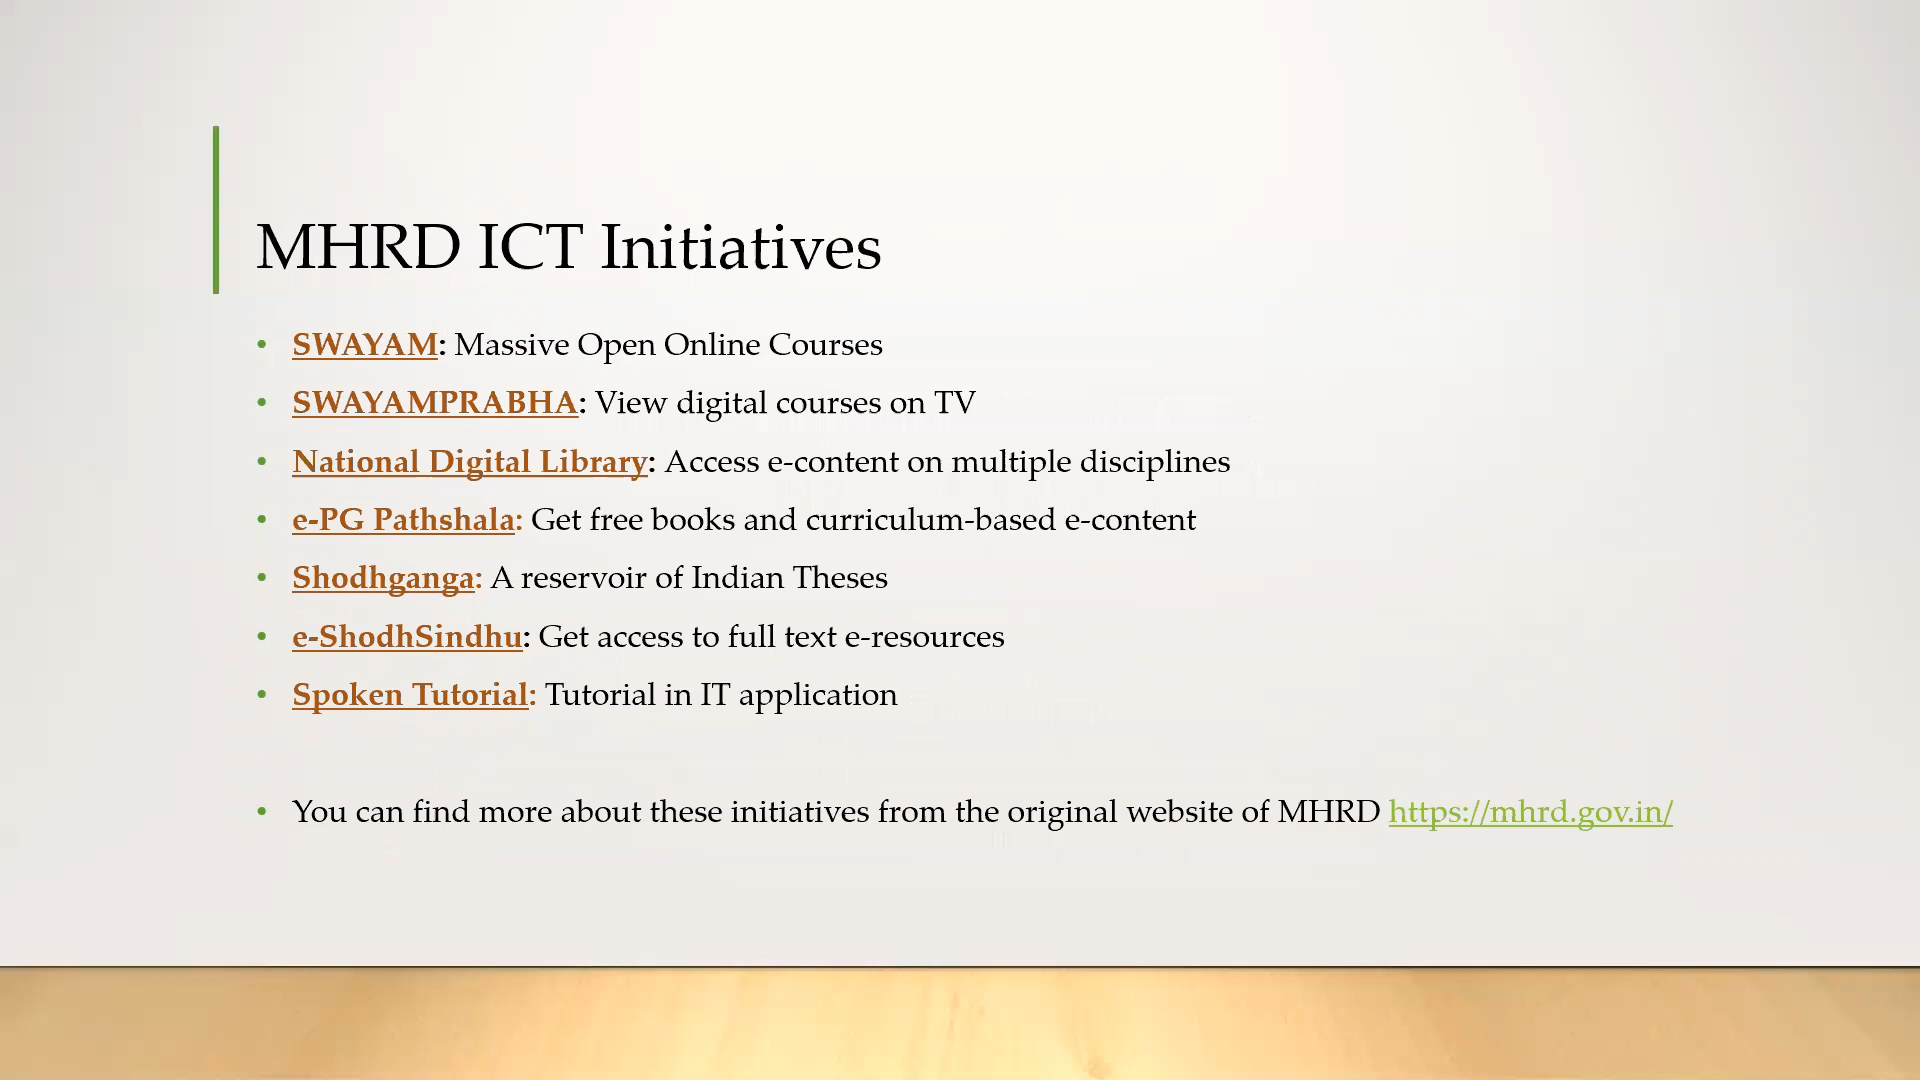 MHRD ICT Initiatives
• SWAYAM: Massive Open Online Courses
• SWAYAMPRABHA: View digital courses on TV
• National Digital Library: Access e-content on multiple disciplines
• e-PG Pathshala: Get free books and curriculum-based e-content
• Shodhganga: A reservoir of Indian Theses
• e-ShodhSindhu: Get access to full text e-resources
• Spoken Tutorial: Tutorial in IT application
• You can find more about these initiatives from the original website of MHRD https://mhrd.gov.in/